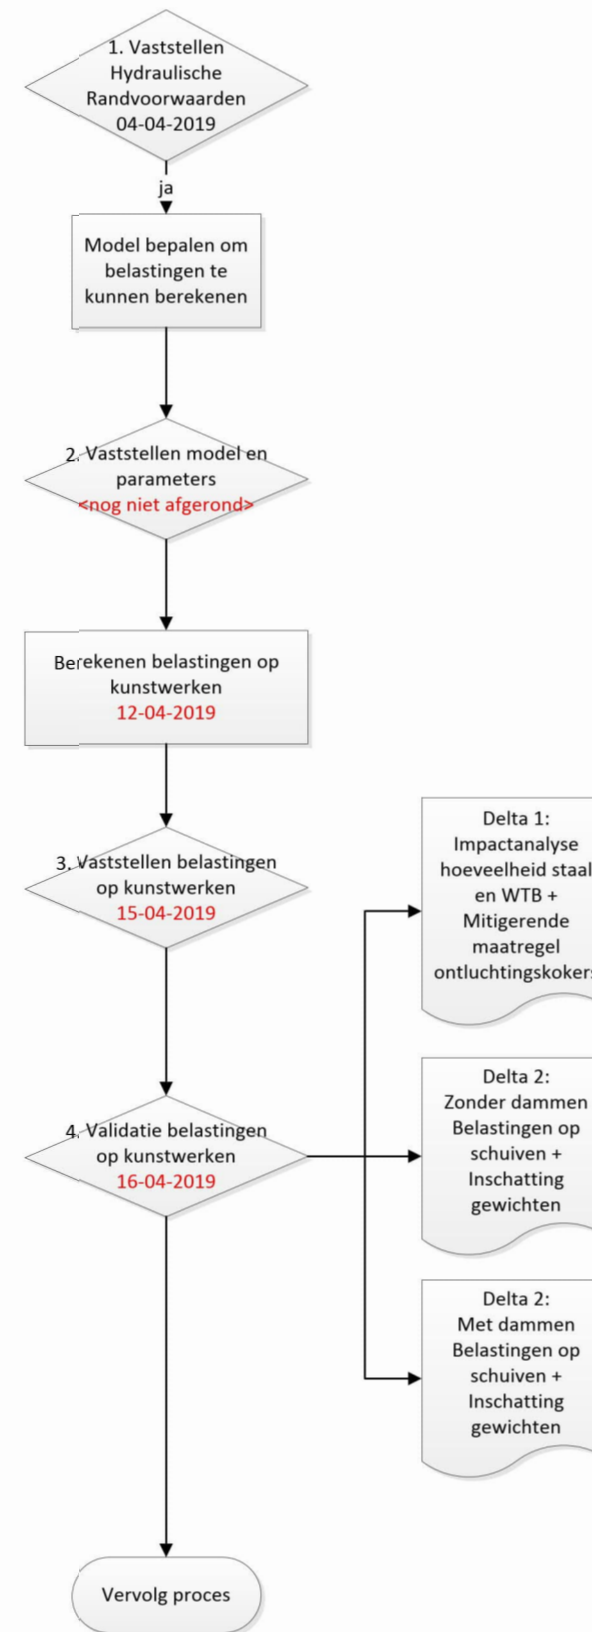 1. Vaststellen
Hydraulische
Randvoorwaarden
04-04-2019
ja
Model bepalen om
belastingen te
kunnen berekenen
2. Vaststellen model en
parameters
<nog niet afgerond>
Berekenen belastingen op
kunstwerken
12-04-2019
3. Vaststellen belastingen
op kunstwerken
15-04-2019
4. Validatie belastingen
op kunstwerken
16-04-2019
Delta 1:
Impactanalyse
hoeveelheid staal
en WTB +
Mitigerende
maatregel
ontluchtingskokers
Delta 2:
Zonder dammen
Belastingen op
schuiven +
Inschatting
gewichten
Delta 2:
Met dammen
Belastingen op
schuiven +
Inschatting
gewichten
Vervolg proces